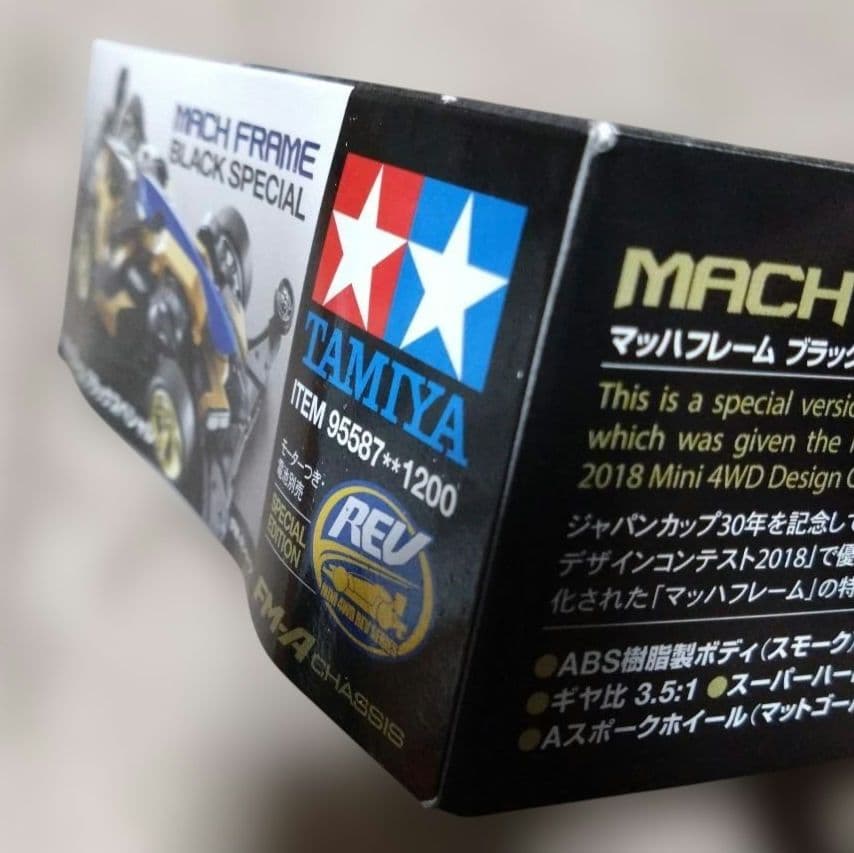 MACH FRAME
BLACK SPECIAL
TAMIYA
ITEM 95587**1200
モーターつき・
電池別売
SPECIAL
EDITION
REV
MINI 4WD REV SERIES
FM-A CHASSIS
MACH
マッハフレーム ブラック
This is a special versio
which was given the
2018 Mini 4WD Design C
ジャパンカップ30年を記念して
デザインコンテスト2018」で優
化された「マッハフレーム」の特
●ABS樹脂製ボディ(スモーク
●ギヤ比 3.5:1 ●スーパーハー
●Aスポークホイール(マットゴール